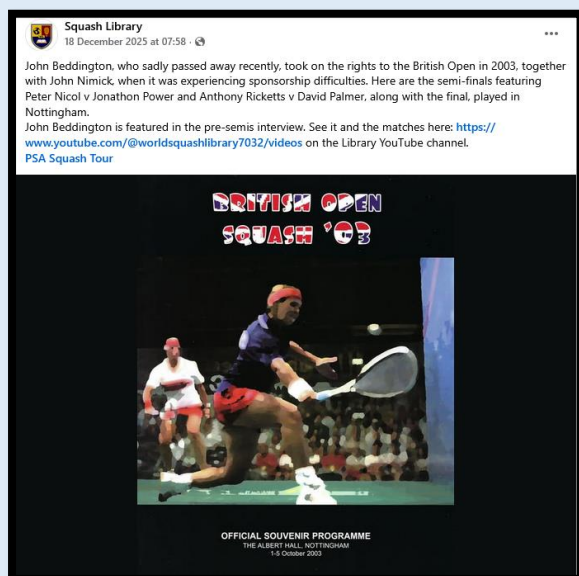 Squash Library
18 December 2025 at 07:58 ·
John Beddington, who sadly passed away recently, took on the rights to the British Open in 2003, together
with John Nimick, when it was experiencing sponsorship difficulties. Here are the semi-finals featuring
Peter Nicol v Jonathon Power and Anthony Ricketts v David Palmer, along with the final, played in
Nottingham.
John Beddington is featured in the pre-semis interview. See it and the matches here: https://
www.youtube.com/@worldsquashlibrary7032/videos on the Library YouTube channel.
PSA Squash Tour
BRITISH OPEN
SQUASH '03
OFFICIAL SOUVENIR PROGRAMME
THE ALBERT HALL, NOTTINGHAM
1-5 October 2003